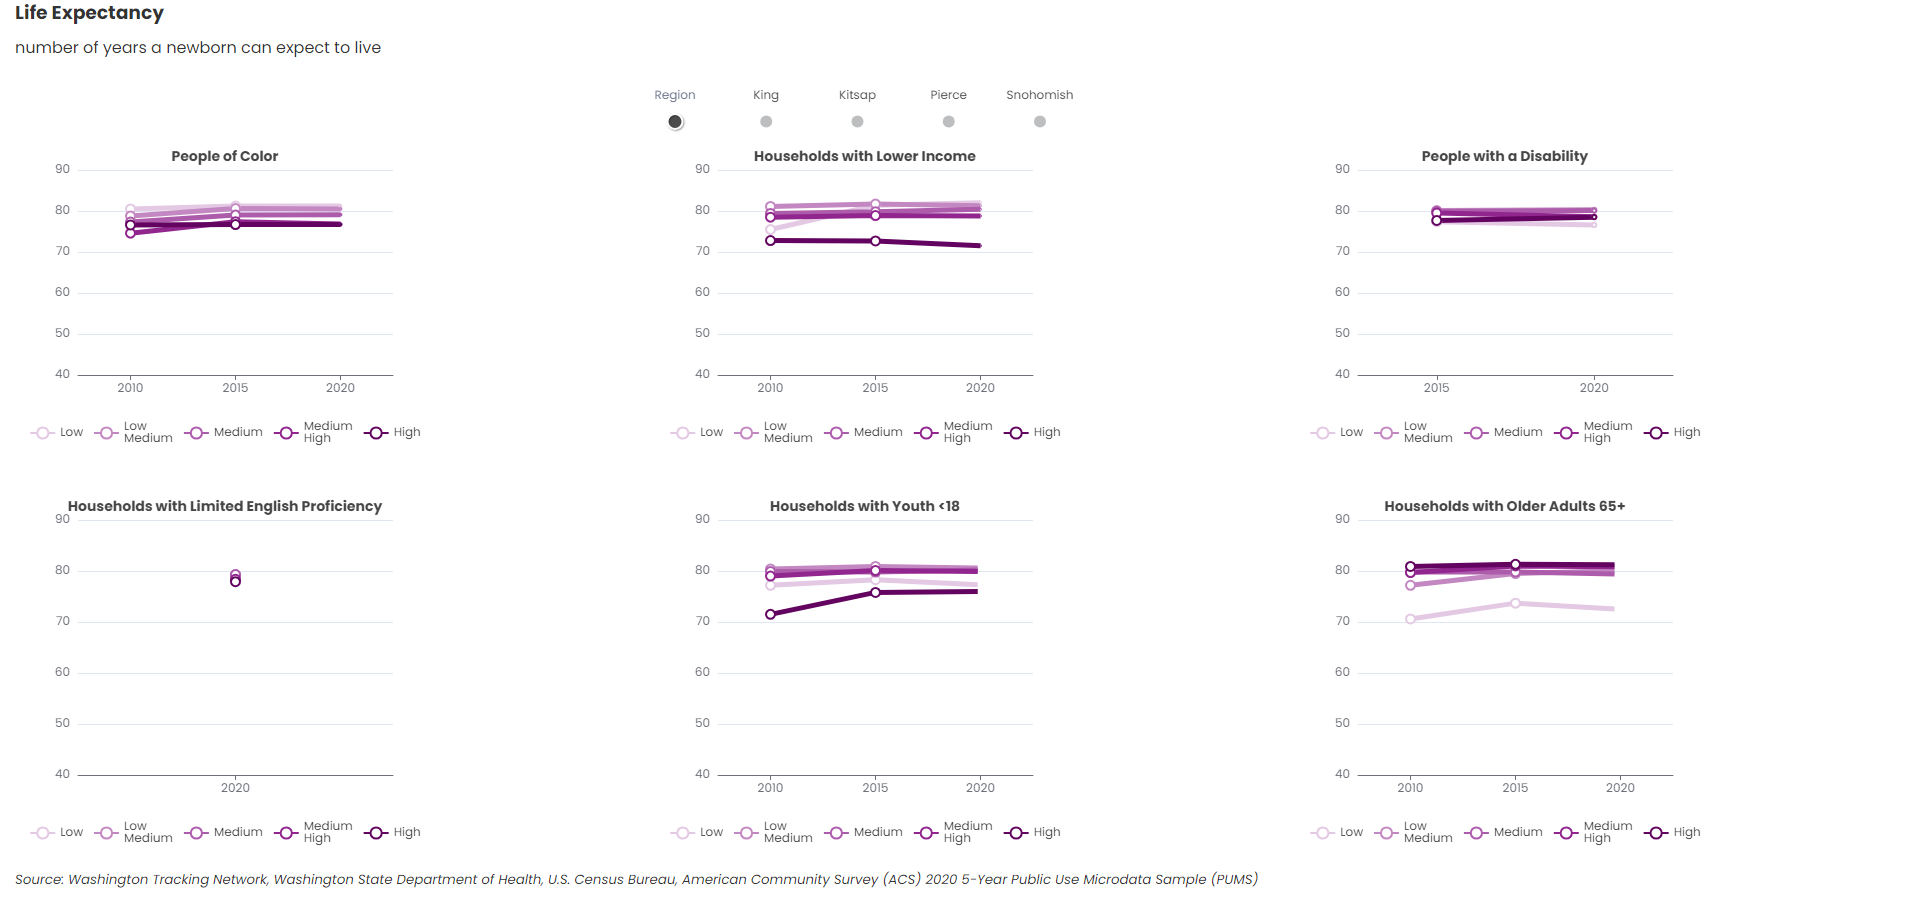 Life Expectancy
number of years a newborn can expect to live
Region King Kitsap Pierce Snohomish
People of Color
90
80
70
60
50
40
2010 2015 2020
Low Low Medium Medium Medium High High
Households with Lower Income
90
80
70
60
50
40
2010 2015 2020
Low Low Medium Medium Medium High High
People with a Disability
90
80
70
60
50
40
2015 2020
Low Low Medium Medium Medium High High
Households with Limited English Proficiency
90
80
70
60
50
40
2020
Low Low Medium Medium Medium High High
Households with Youth <18
90
80
70
60
50
40
2010 2015 2020
Low Low Medium Medium Medium High High
Households with Older Adults 65+
90
80
70
60
50
40
2010 2015 2020
Low Low Medium Medium Medium High High
Source: Washington Tracking Network, Washington State Department of Health, U.S. Census Bureau, American Community Survey (ACS) 2020 5-Year Public Use Microdata Sample (PUMS)